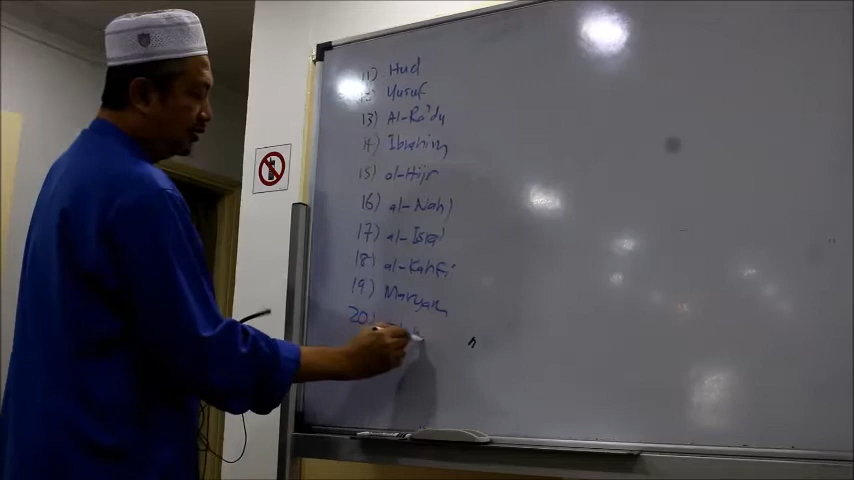 11) Hud
12) Yusuf
13) Al-Ra'du
14) Ibrahim
15) al-Hijr
16) al-Nahl
17) al-Isra'
18) al-Kahfi
19) Maryam
20)